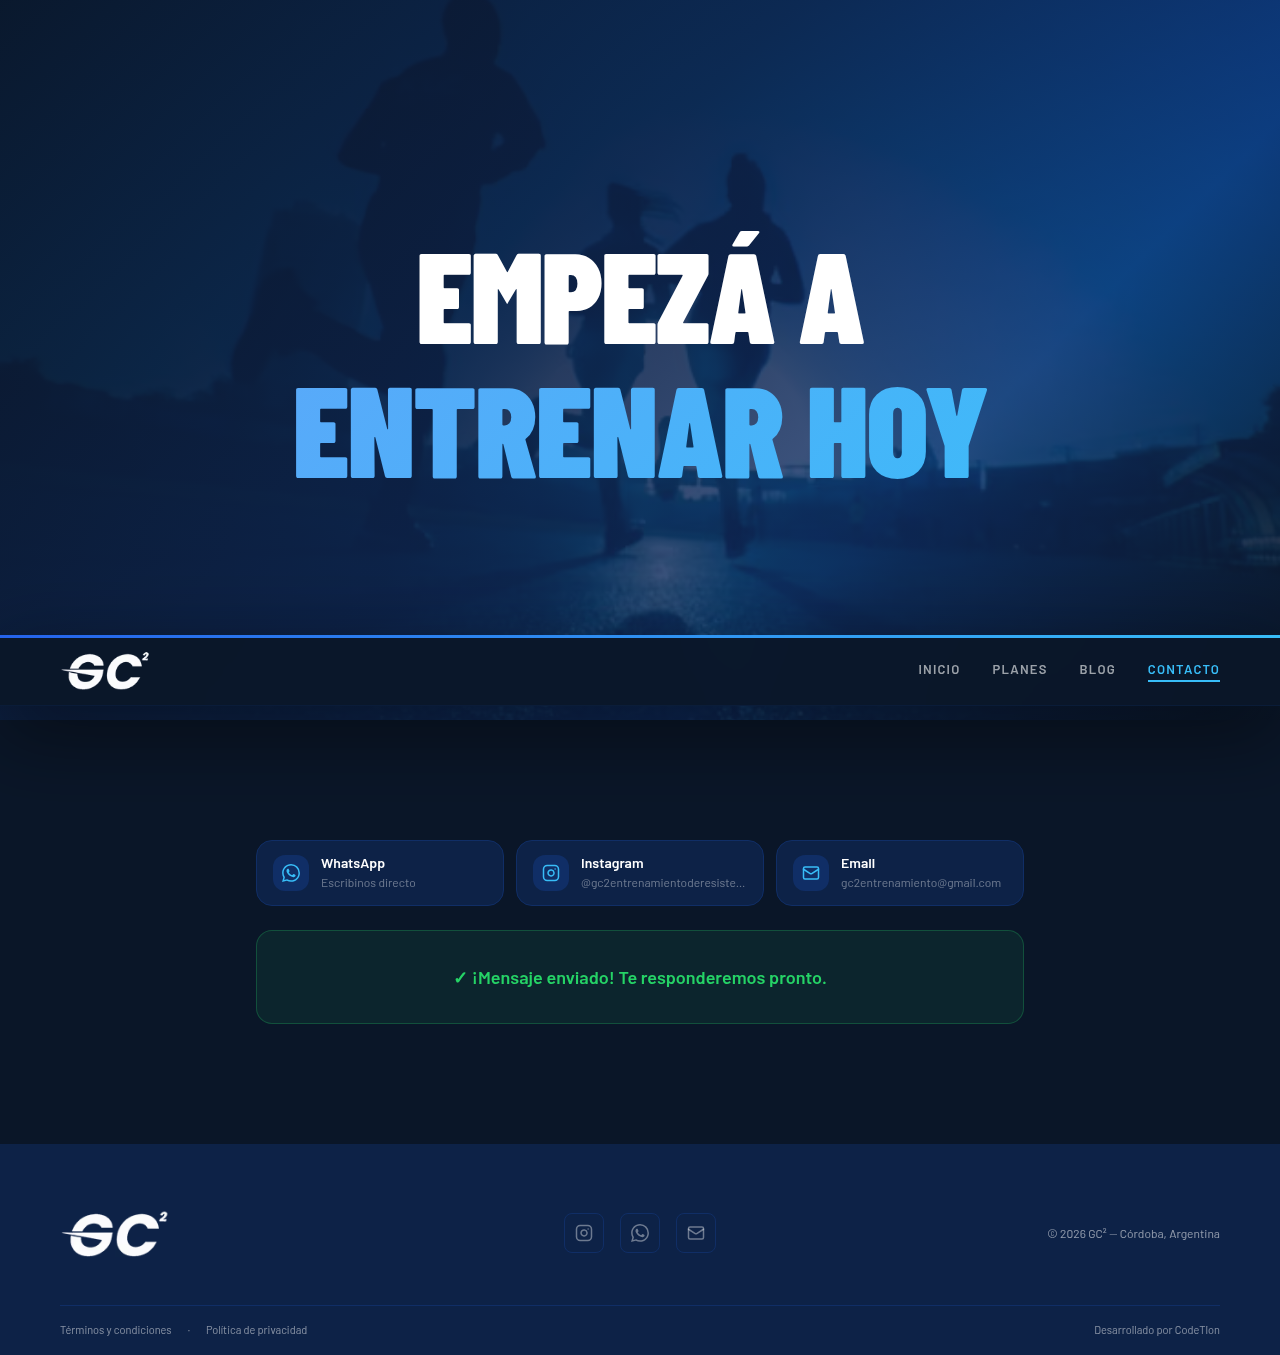 EMPEZÁ A
ENTRENAR HOY
GC²
INICIO
PLANES
BLOG
CONTACTO
WhatsApp
Escribinos directo
Instagram
@gc2entrenamientoderesiste...
Email
gc2entrenamiento@gmail.com
✓ ¡Mensaje enviado! Te responderemos pronto.
GC²
© 2026 GC² — Córdoba, Argentina
Términos y condiciones · Política de privacidad
Desarrollado por CodeTIon